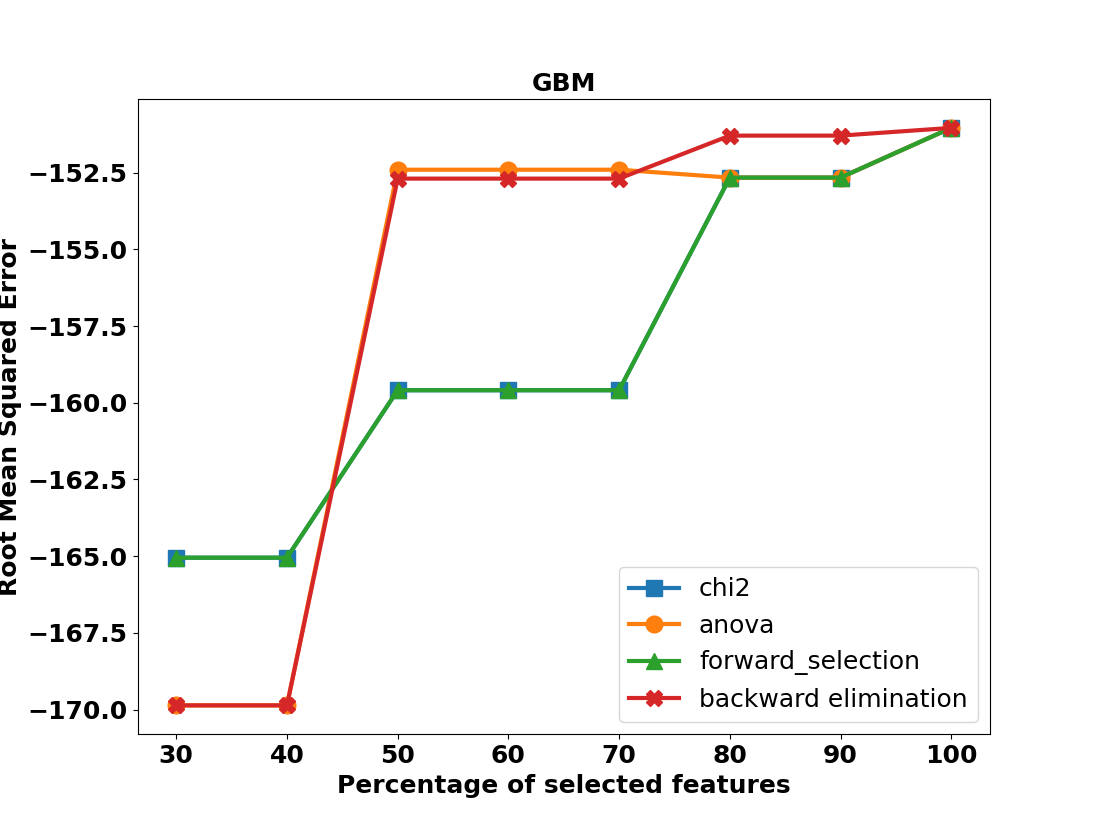 GBM
Root Mean Squared Error
−152.5
−155.0
−157.5
−160.0
−162.5
−165.0
−167.5
−170.0
chi2
anova
forward_selection
backward elimination
30 40 50 60 70 80 90 100
Percentage of selected features